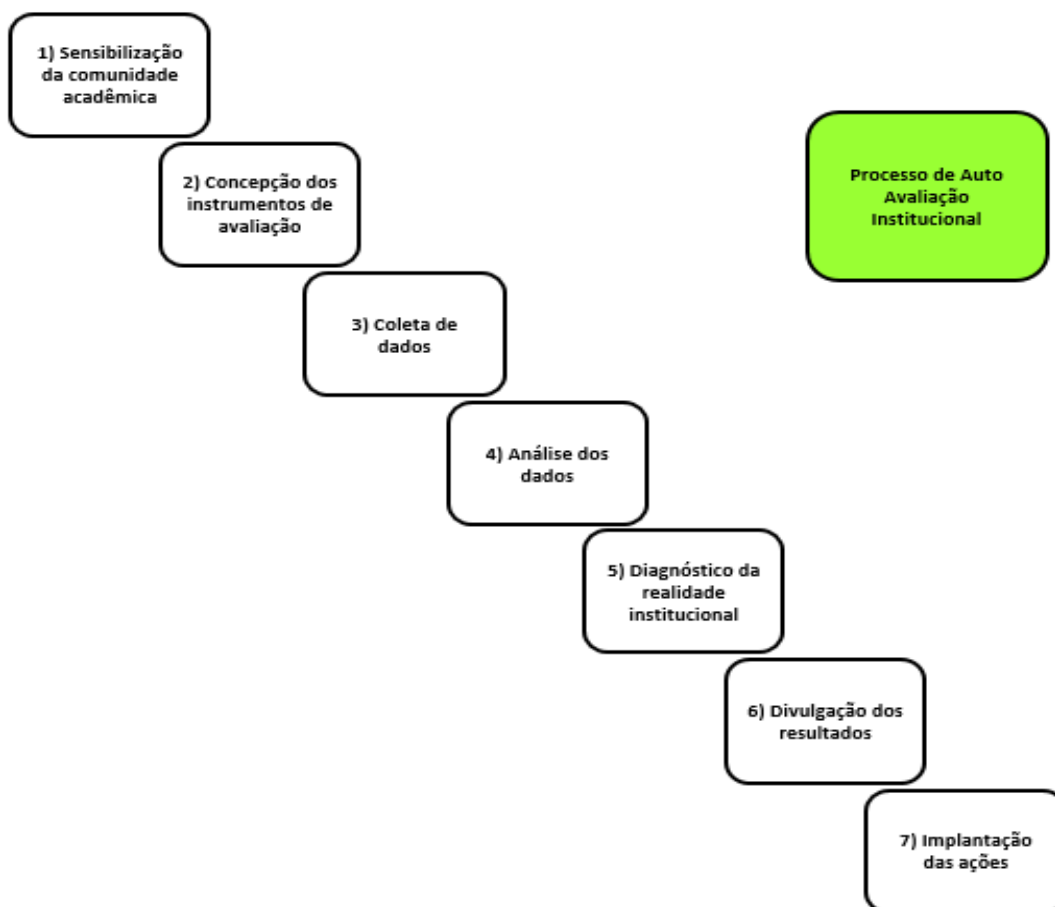 1) Sensibilização
da comunidade
acadêmica
2) Concepção dos
instrumentos de
avaliação
Processo de Auto
Avaliação
Institucional
3) Coleta de
dados
4) Análise dos
dados
5) Diagnóstico da
realidade
institucional
6) Divulgação dos
resultados
7) Implantação
das ações